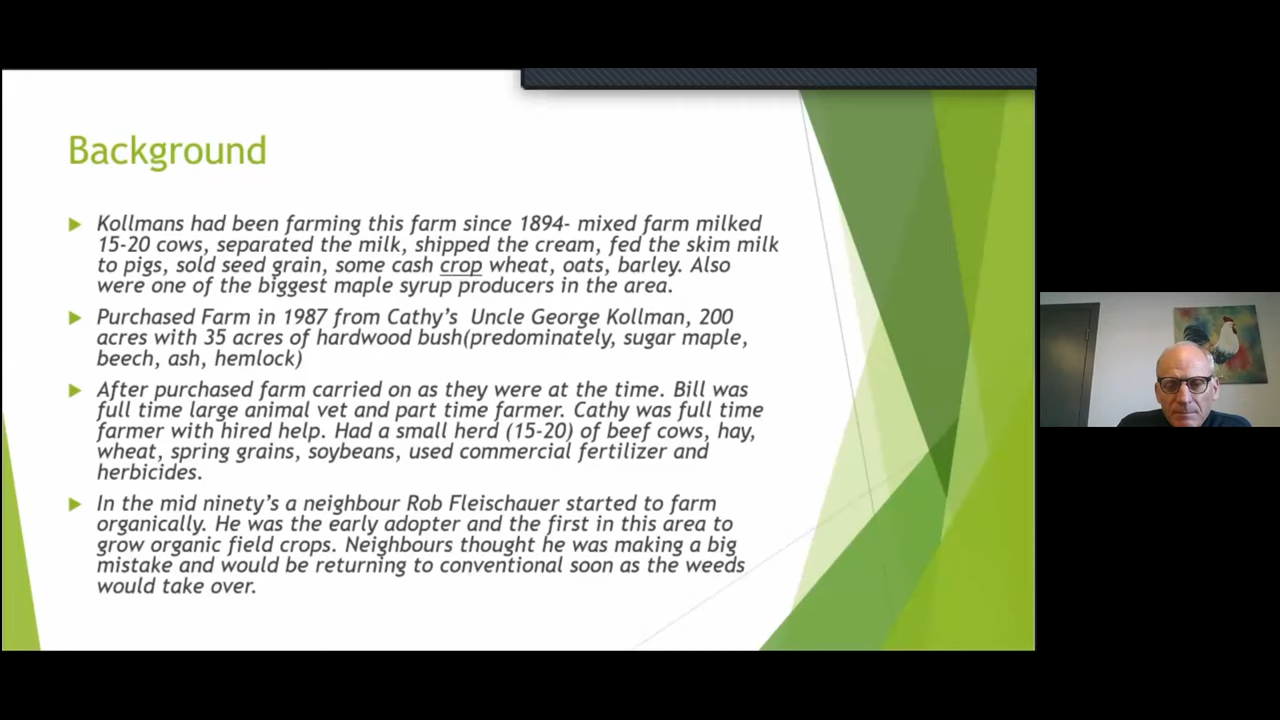 Background
Kollmans had been farming this farm since 1894- mixed farm milked
15-20 cows, separated the milk, shipped the cream, fed the skim milk
to pigs, sold seed grain, some cash crop wheat, oats, barley. Also
were one of the biggest maple syrup producers in the area.
Purchased Farm in 1987 from Cathy's Uncle George Kollman, 200
acres with 35 acres of hardwood bush(predominately, sugar maple,
beech, ash, hemlock)
After purchased farm carried on as they were at the time. Bill was
full time large animal vet and part time farmer. Cathy was full time
farmer with hired help. Had a small herd (15-20) of beef cows, hay,
wheat, spring grains, soybeans, used commercial fertilizer and
herbicides.
In the mid ninety's a neighbour Rob Fleischauer started to farm
organically. He was the early adopter and the first in this area to
grow organic field crops. Neighbours thought he was making a big
mistake and would be returning to conventional soon as the weeds
would take over.